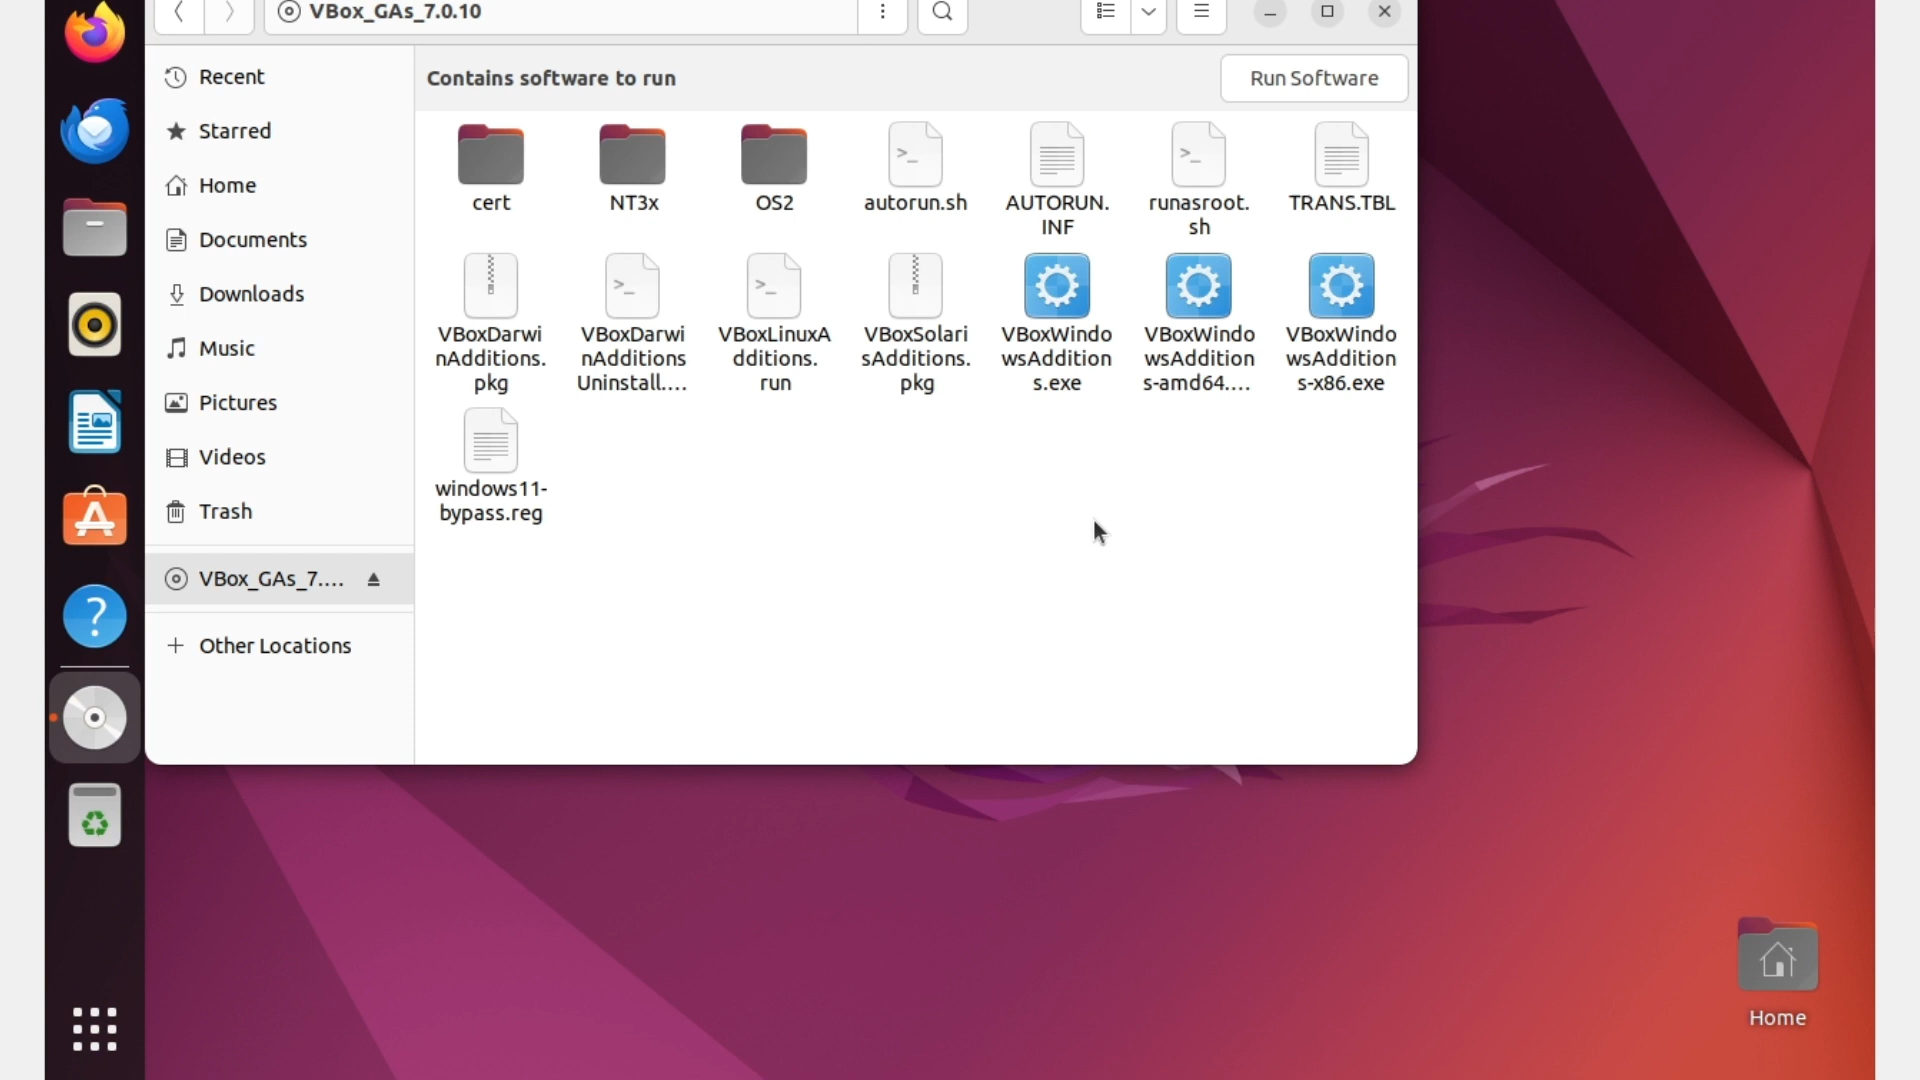 VBox_GAs_7.0.10
Recent
Starred
Home
Documents
Downloads
Music
Pictures
Videos
Trash
VBox_GAs_7....
Other Locations
Contains software to run
Run Software
cert
NT3x
OS2
autorun.sh
AUTORUN.
INF
runasroot.
sh
TRANS.TBL
VBoxDarwi
nAdditions.
pkg
VBoxDarwi
nAdditions
Uninstall....
VBoxLinuxA
dditions.
run
VBoxSolari
sAdditions.
pkg
VBoxWindo
wsAddition
s.exe
VBoxWindo
wsAddition
s-amd64....
VBoxWindo
wsAddition
s-x86.exe
windows11-
bypass.reg
Home